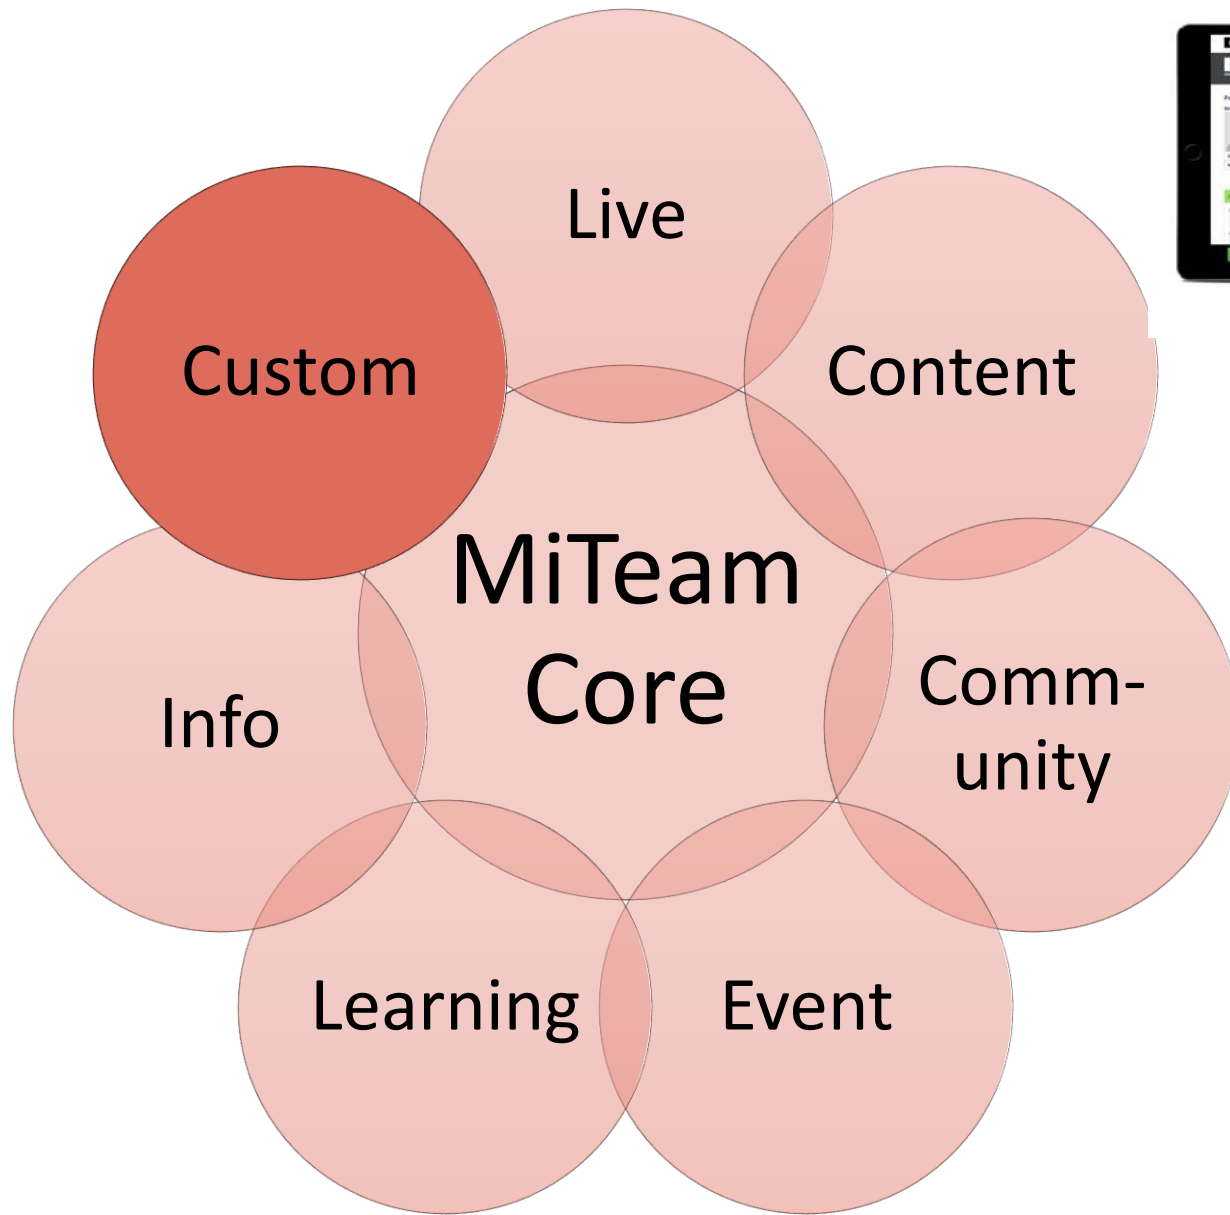 Live
Custom
Content
MiTeam
Core
Comm-
unity
Info
Learning
Event